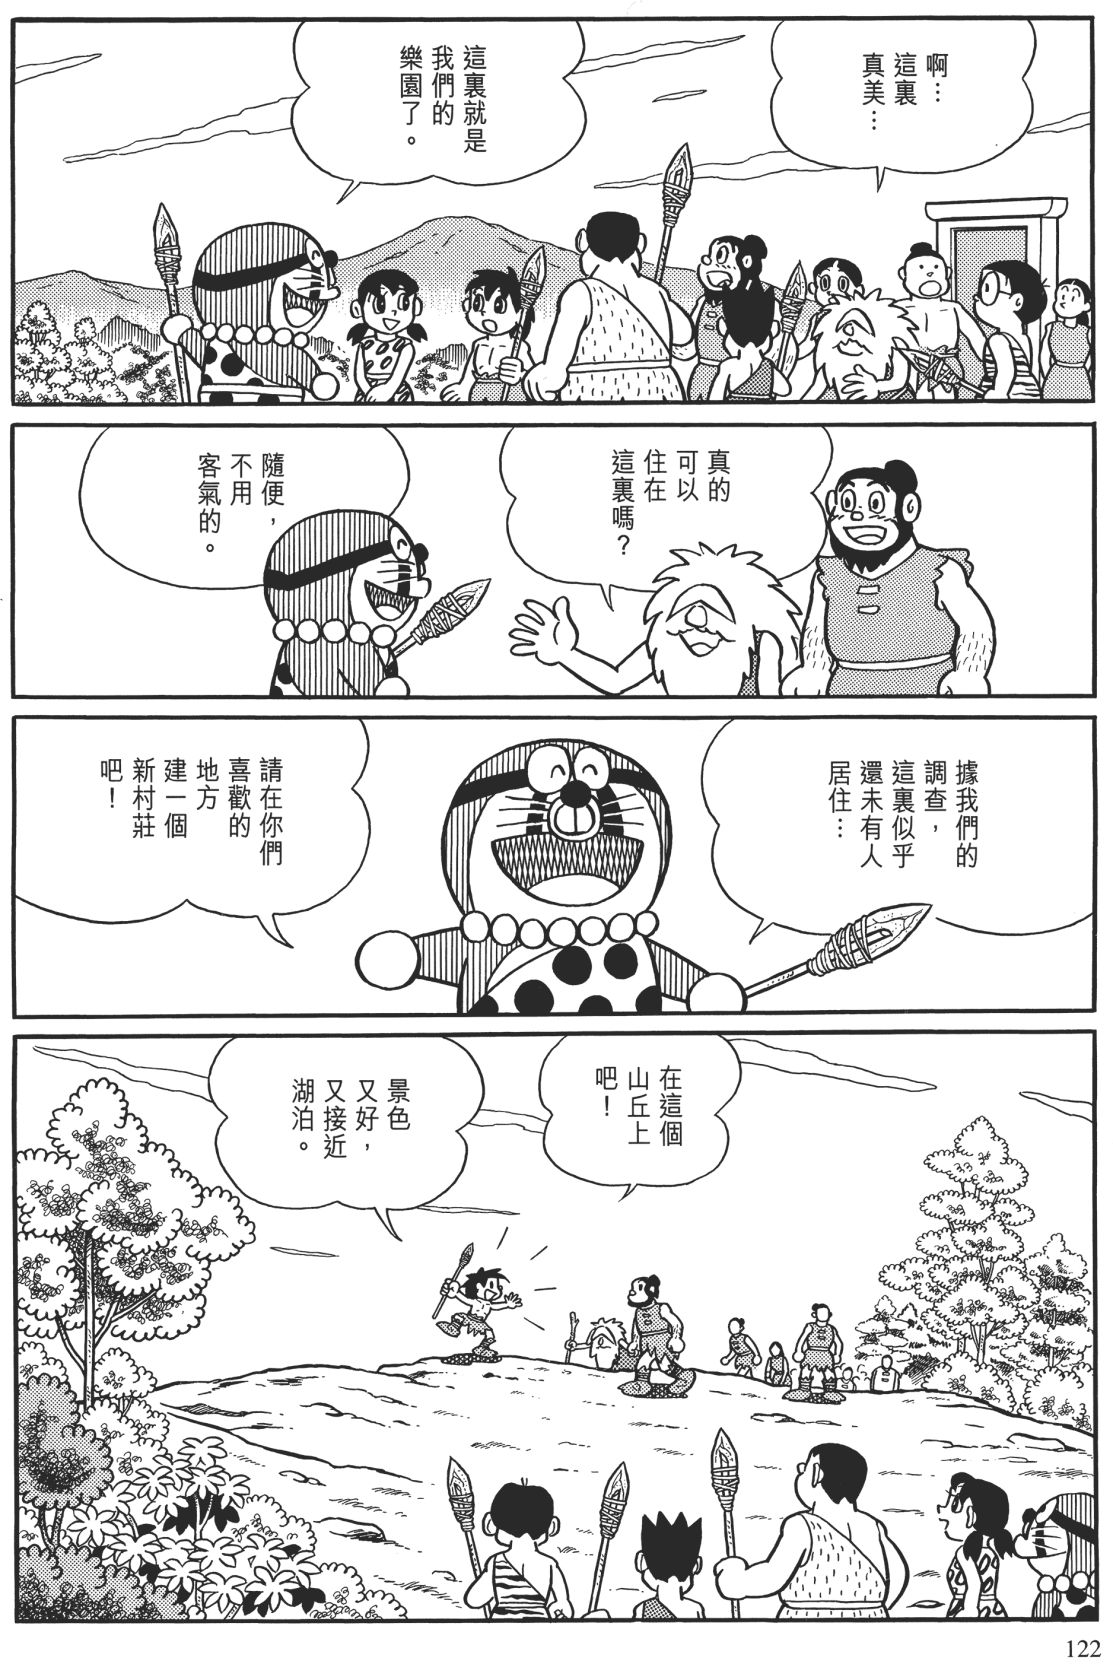 啊⋯
這裏
真美⋯
這裏就是
我們的
樂園了。
真的
可以
住在
這裏嗎？
隨便，
不用
客氣的。
據我們的
調查，
這裏似乎
還未有人
居住⋯
請在你們
喜歡的
地方
建一個
新村莊
吧！
在這個
山丘上
吧！
景色
又好，
又接近
湖泊。
122